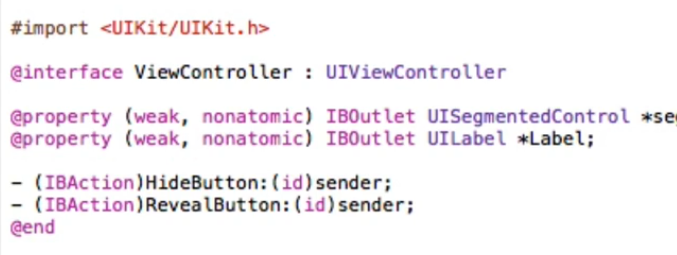 #import <UIKit/UIKit.h>
@interface ViewController : UIViewController
@property (weak, nonatomic) IBOutlet UISegmentedControl
@property (weak, nonatomic) IBOutlet UILabel *Label;
- (IBAction)HideButton:(id)sender;
- (IBAction)RevealButton:(id)sender;
@end